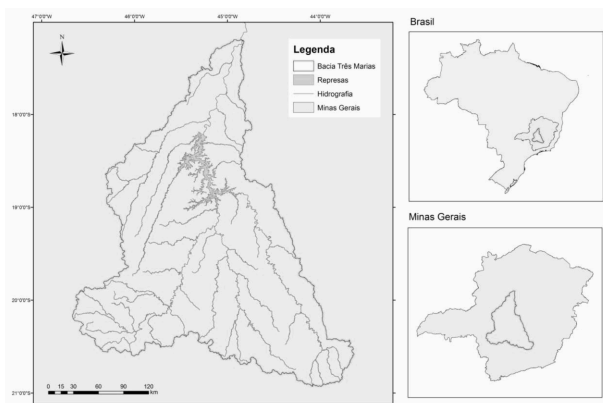 47°0'0"S 46°0'0"S 45°0'0"S 44°0'0"S
N
Legenda
Bacia Três Marias
Represas
Hidrografia
Minas Gerais
18°0'0"S
19°0'0"S
20°0'0"S
21°0'0"S
0 15 30 60 90 120
km
Brasil
Minas Gerais